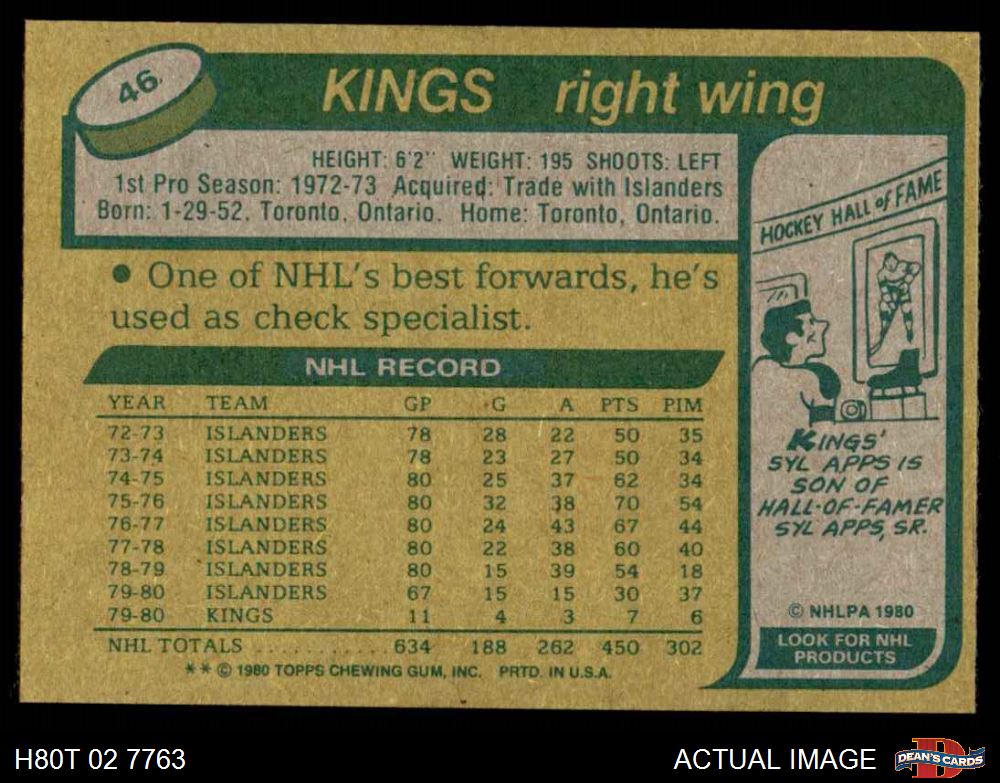 46
KINGS right wing
HEIGHT: 6'2" WEIGHT: 195 SHOOTS: LEFT
1st Pro Season: 1972-73 Acquired: Trade with Islanders
Born: 1-29-52, Toronto, Ontario. Home: Toronto, Ontario.
• One of NHL's best forwards, he's
used as check specialist.
NHL RECORD
YEAR TEAM GP G A PTS PIM
72-73 ISLANDERS 78 28 22 50 35
73-74 ISLANDERS 78 23 27 50 34
74-75 ISLANDERS 80 25 37 62 34
75-76 ISLANDERS 80 32 38 70 54
76-77 ISLANDERS 80 24 43 67 44
77-78 ISLANDERS 80 22 38 60 40
78-79 ISLANDERS 80 15 39 54 18
79-80 ISLANDERS 67 15 15 30 37
79-80 KINGS 11 4 3 7 6
NHL TOTALS ........... 634 188 262 450 302
** © 1980 TOPPS CHEWING GUM, INC. PRTD. IN U.S.A.
HOCKEY HALL of FAME
KINGS'
SYL APPS IS
SON OF
HALL-OF-FAMER
SYL APPS, SR.
© NHLPA 1980
LOOK FOR NHL
PRODUCTS
H80T 02 7763
ACTUAL IMAGE
D
DEAN'S CARDS